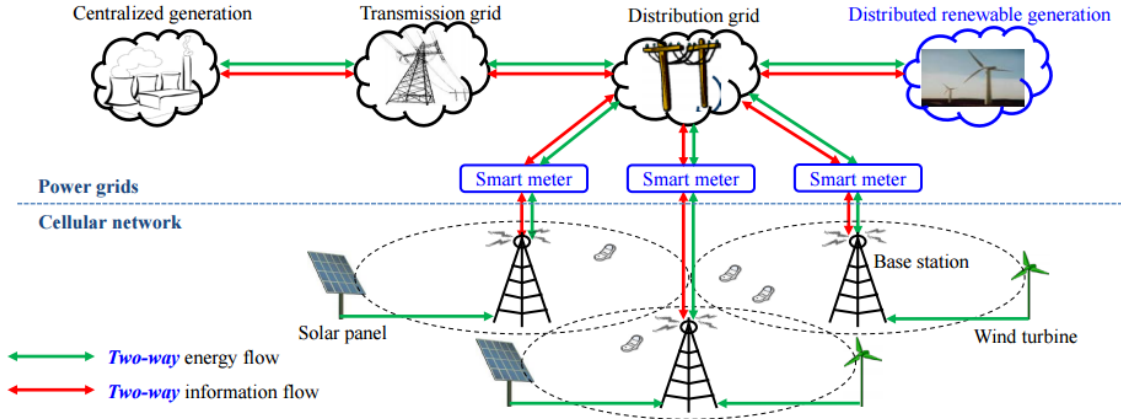 Centralized generation
Transmission grid
Distribution grid
Distributed renewable generation
Smart meter
Smart meter
Smart meter
Power grids
Cellular network
Base station
Solar panel
Wind turbine
Two-way energy flow
Two-way information flow